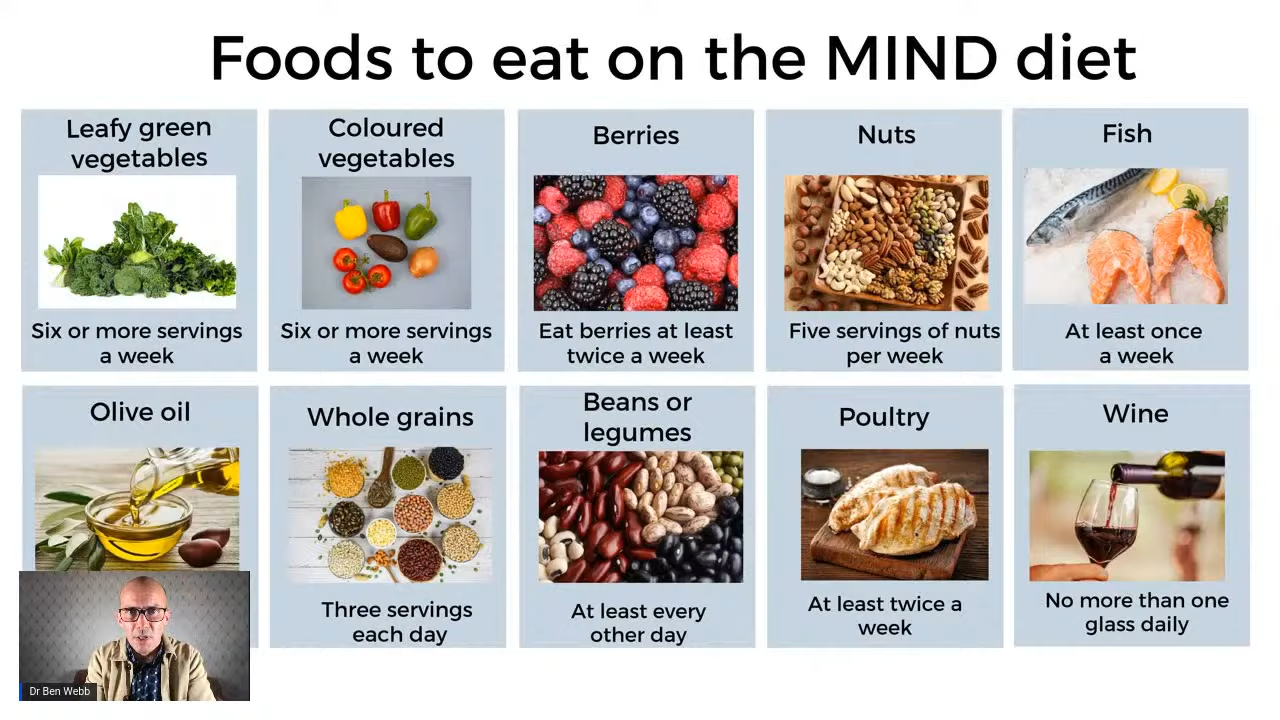 Foods to eat on the MIND diet
Leafy green
vegetables
Six or more servings
a week
Coloured
vegetables
Six or more servings
a week
Berries
Eat berries at least
twice a week
Nuts
Five servings of nuts
per week
Fish
At least once
a week
Olive oil
Whole grains
Three servings
each day
Beans or
legumes
At least every
other day
Poultry
At least twice a
week
Wine
No more than one
glass daily
Dr Ben Webb